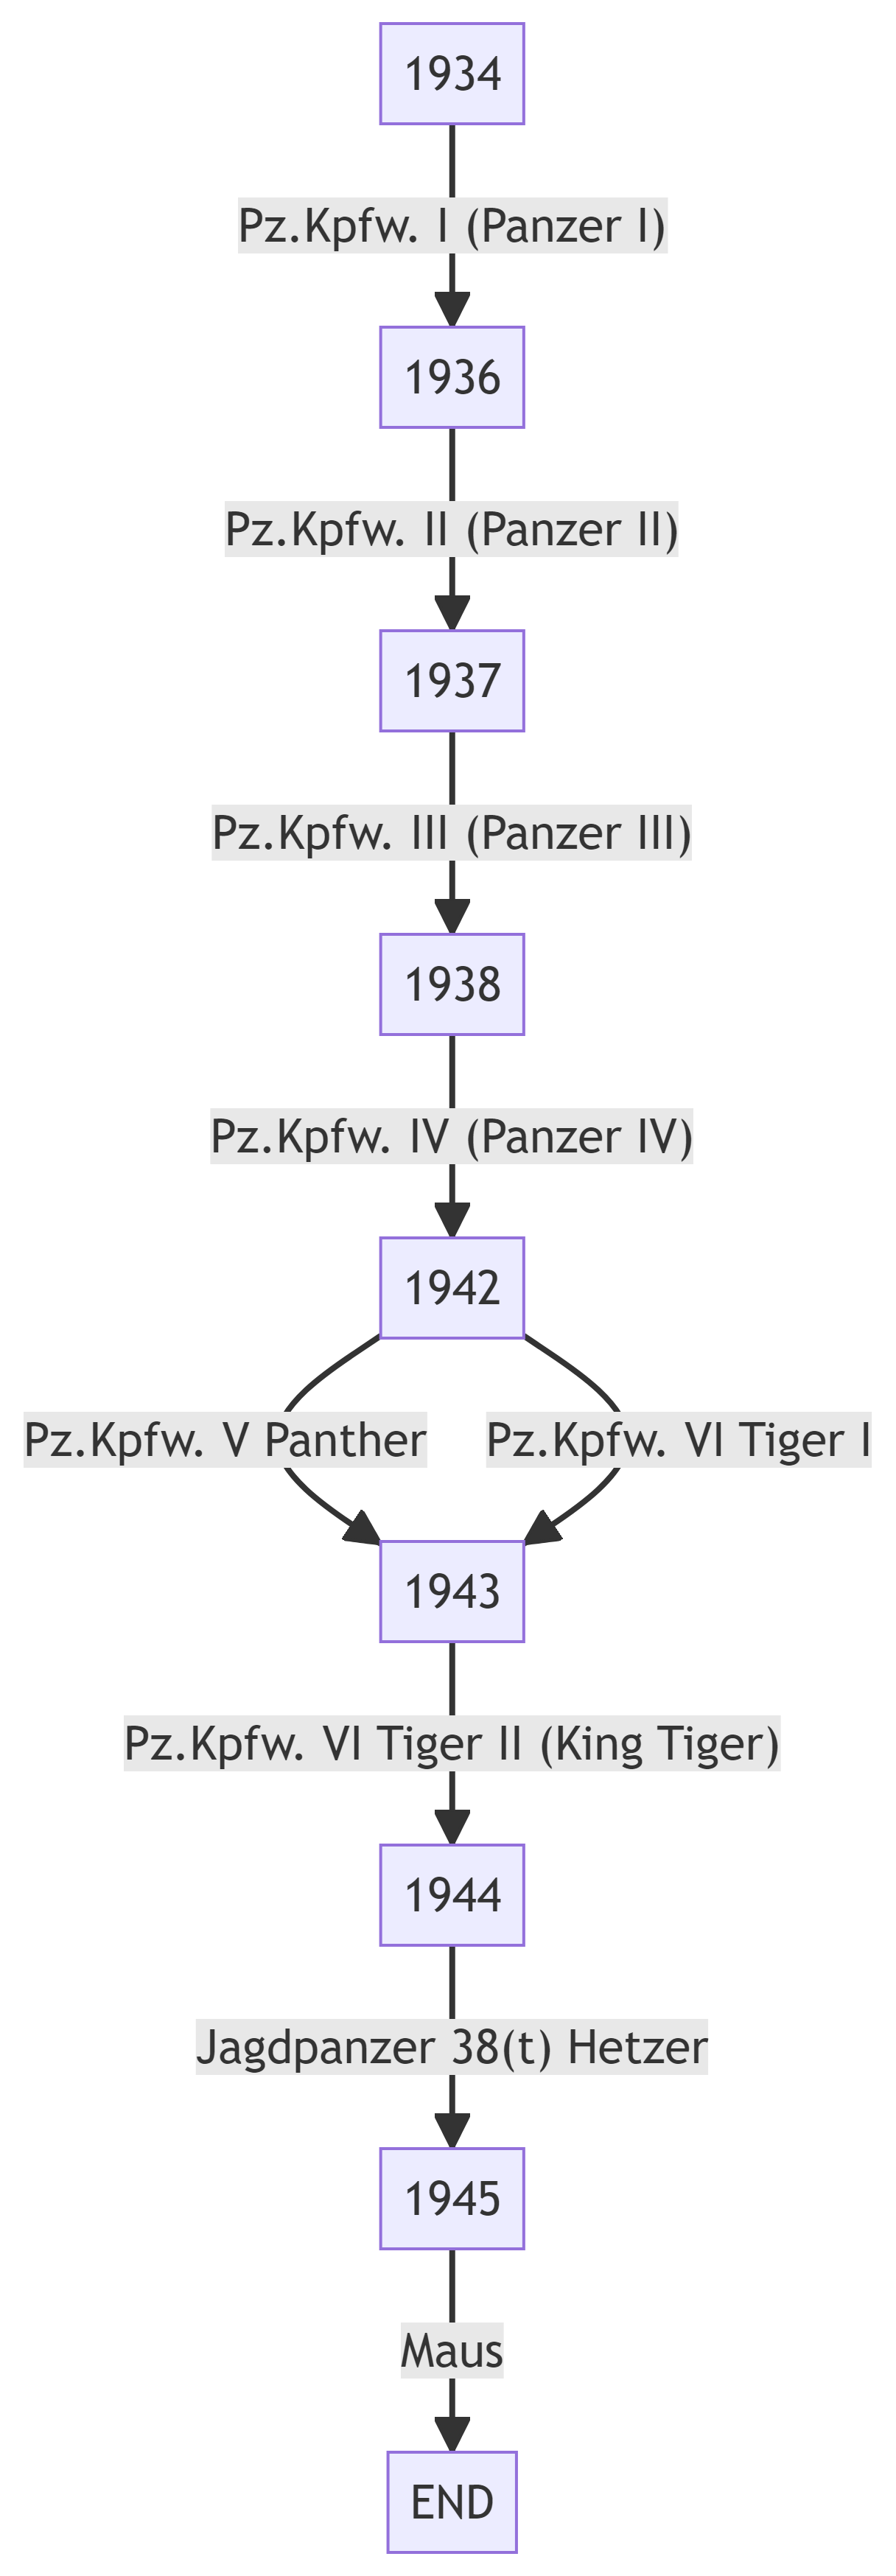 1934
Pz.Kpfw. I (Panzer I)
1936
Pz.Kpfw. II (Panzer II)
1937
Pz.Kpfw. III (Panzer III)
1938
Pz.Kpfw. IV (Panzer IV)
1942
Pz.Kpfw. V Panther
Pz.Kpfw. VI Tiger I
1943
Pz.Kpfw. VI Tiger II (King Tiger)
1944
Jagdpanzer 38(t) Hetzer
1945
Maus
END